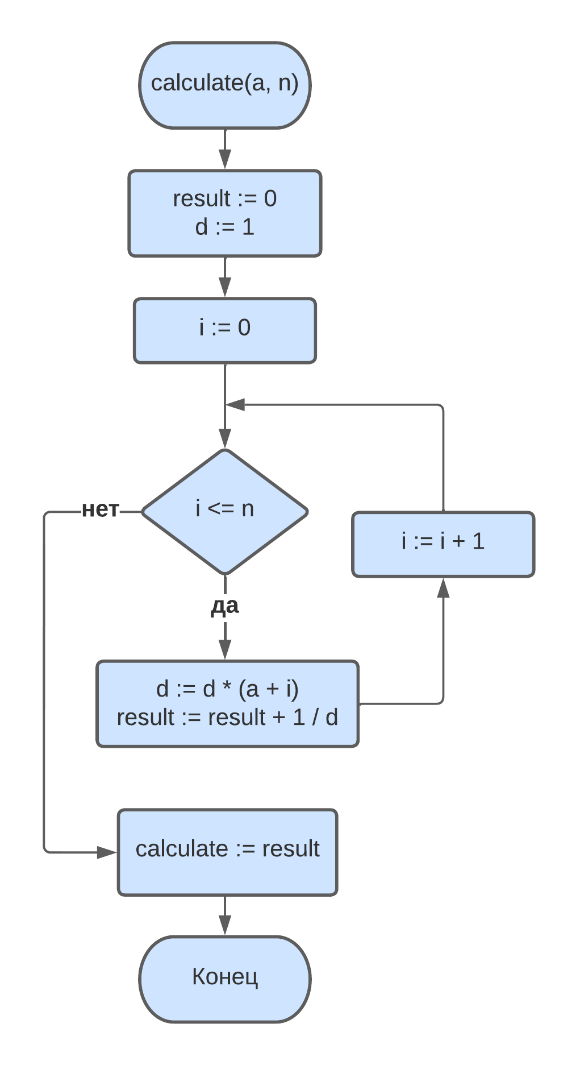 calculate(a, n)
result := 0
d := 1
i := 0
i <= n
нет
да
i := i + 1
d := d * (a + i)
result := result + 1 / d
calculate := result
Конец